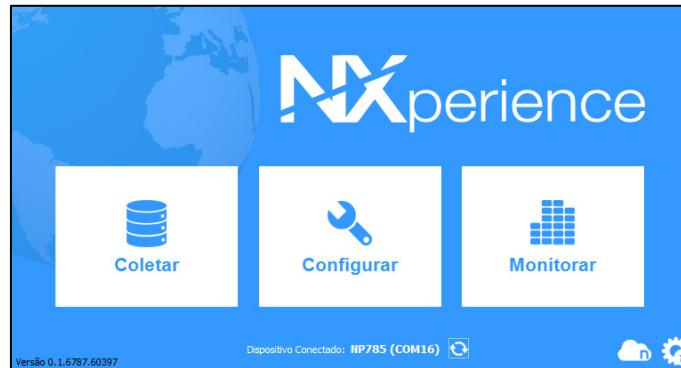 NXperience
Coletar
Configurar
Monitorar
Dispositivo Conectado: NP785 (COM16)
n
Versão 0.1.6787.60397